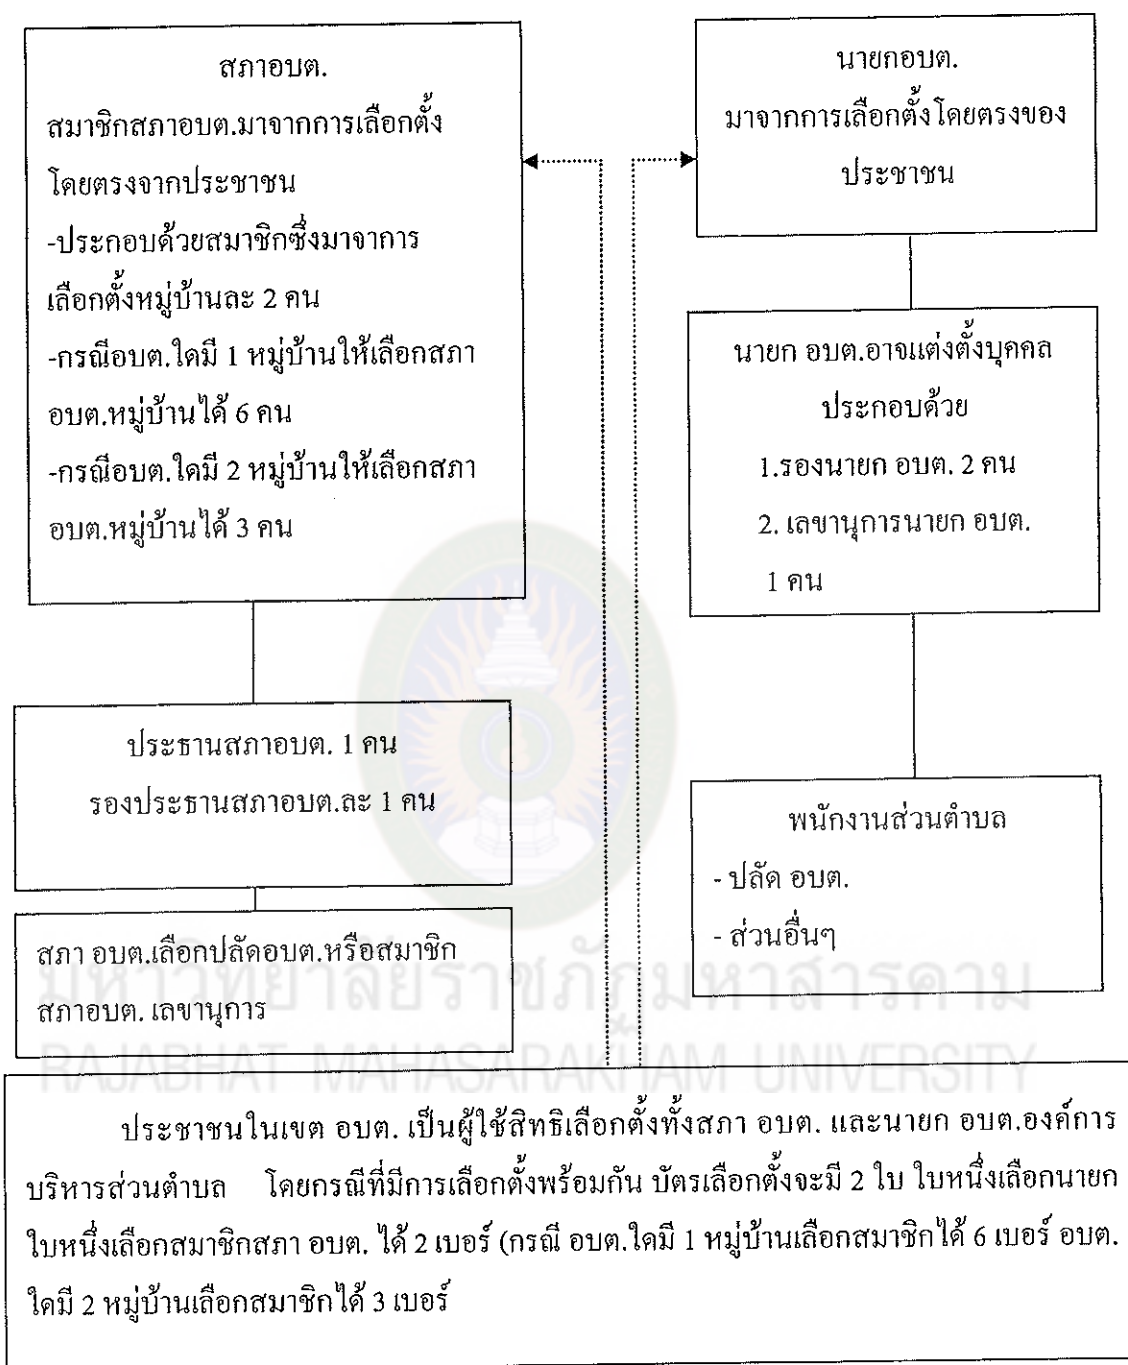 สภาอบต.
สมาชิกสภาอบต.มาจากการเลือกตั้ง
โดยตรงจากประชาชน
-ประกอบด้วยสมาชิกซึ่งมาจาการ
เลือกตั้งหมู่บ้านละ 2 คน
-กรณีอบต.ใดมี 1 หมู่บ้านให้เลือกสภา
อบต.หมู่บ้านได้ 6 คน
-กรณีอบต.ใดมี 2 หมู่บ้านให้เลือกสภา
อบต.หมู่บ้านได้ 3 คน
นายกอบต.
มาจากการเลือกตั้งโดยตรงของ
ประชาชน
นายก อบต.อาจแต่งตั้งบุคคล
ประกอบด้วย
1.รองนายก อบต. 2 คน
2. เลขานุการนายก อบต.
1 คน
ประธานสภาอบต. 1 คน
รองประธานสภาอบต.ละ 1 คน
พนักงานส่วนตำบล
- ปลัด อบต.
- ส่วนอื่นๆ
สภา อบต.เลือกปลัดอบต.หรือสมาชิก
สภาอบต. เลขานุการ
มหาวิทยาลัยราชภัฏมหาสารคาม
RAJABHAT MAHASARAKHAM UNIVERSITY
ประชาชนในเขต อบต. เป็นผู้ใช้สิทธิเลือกตั้งทั้งสภา อบต. และนายก อบต.องค์การ
บริหารส่วนตำบล โดยกรณีที่มีการเลือกตั้งพร้อมกัน บัตรเลือกตั้งจะมี 2 ใบ ใบหนึ่งเลือกนายก
ใบหนึ่งเลือกสมาชิกสภา อบต. ได้ 2 เบอร์ (กรณี อบต.ใดมี 1 หมู่บ้านเลือกสมาชิกได้ 6 เบอร์ อบต.
ใดมี 2 หมู่บ้านเลือกสมาชิกได้ 3 เบอร์